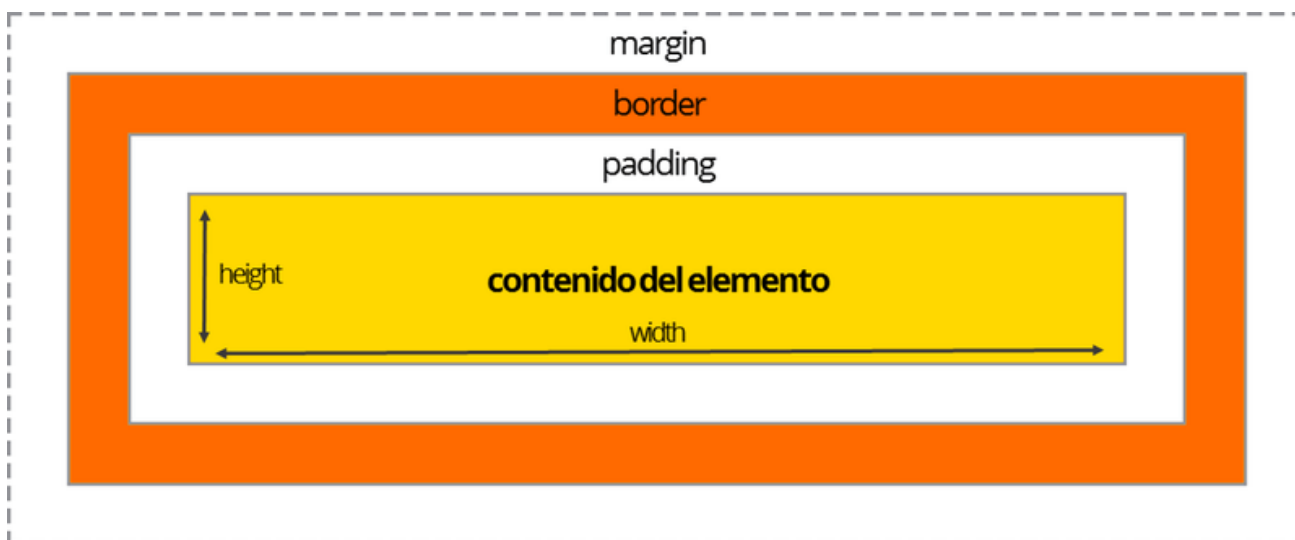 margin
border
padding
height
contenido del elemento
width